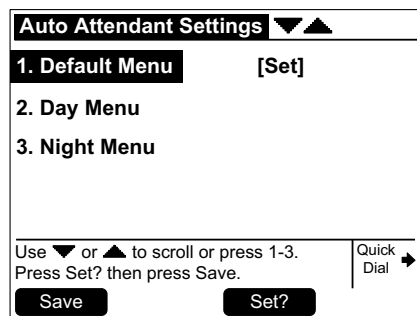 Auto Attendant Settings
1. Default Menu [Set]
2. Day Menu
3. Night Menu
Use ▼ or ▲ to scroll or press 1-3.
Press Set? then press Save.
Quick
Dial
Save Set?